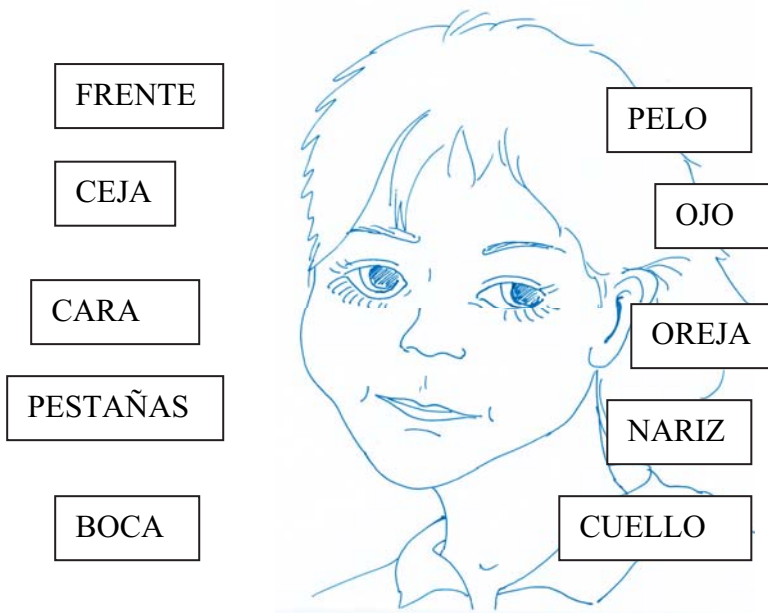 FRENTE
CEJA
CARA
PESTAÑAS
BOCA
PELO
OJO
OREJA
NARIZ
CUELLO